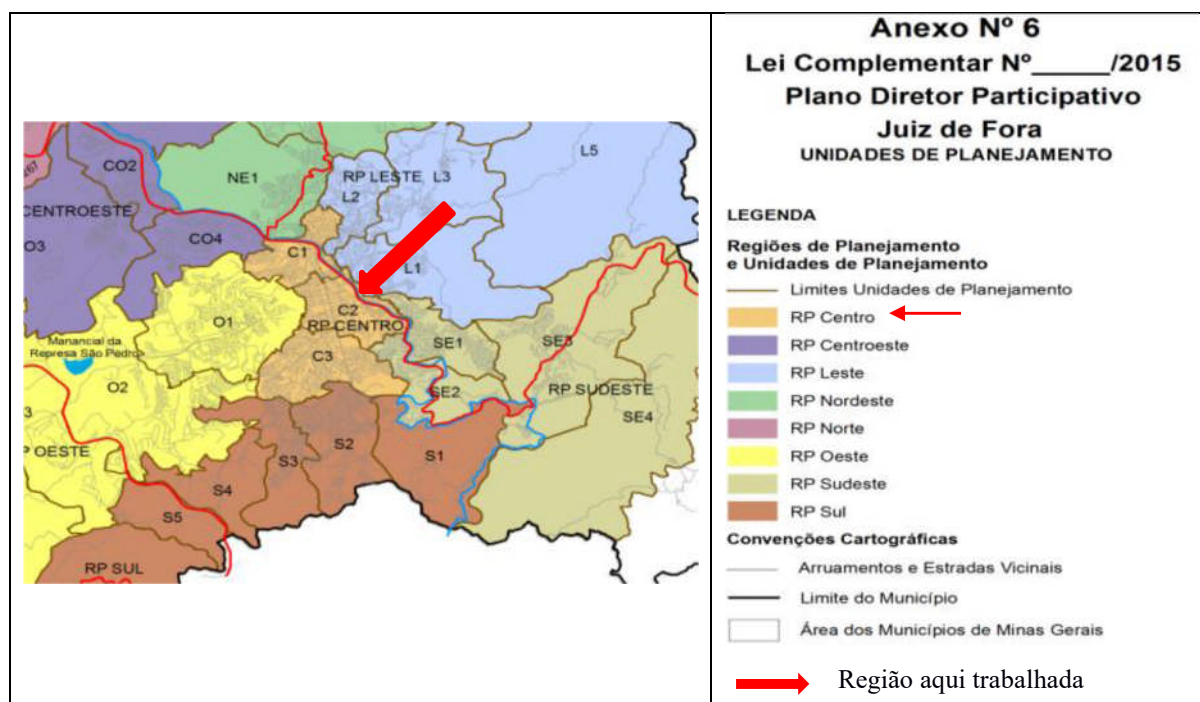 CO2
267
NE1
RP LESTE
L3
L5
L2
CENTROESTE
CO4
O3
C1
L1
C2
RP CENTRO
O1
Manancial da
Represa São Pedro
C3
SE1
SE3
O2
SE2
RP SUDESTE
SE4
P OESTE
S3
S2
S1
S4
S5
RP SUL
Anexo Nº 6
Lei Complementar Nº_____/2015
Plano Diretor Participativo
Juiz de Fora
UNIDADES DE PLANEJAMENTO
LEGENDA
Regiões de Planejamento
e Unidades de Planejamento
Limites Unidades de Planejamento
RP Centro
RP Centroeste
RP Leste
RP Nordeste
RP Norte
RP Oeste
RP Sudeste
RP Sul
Convenções Cartográficas
Arruamentos e Estradas Vicinais
Limite do Município
Área dos Municípios de Minas Gerais
Região aqui trabalhada